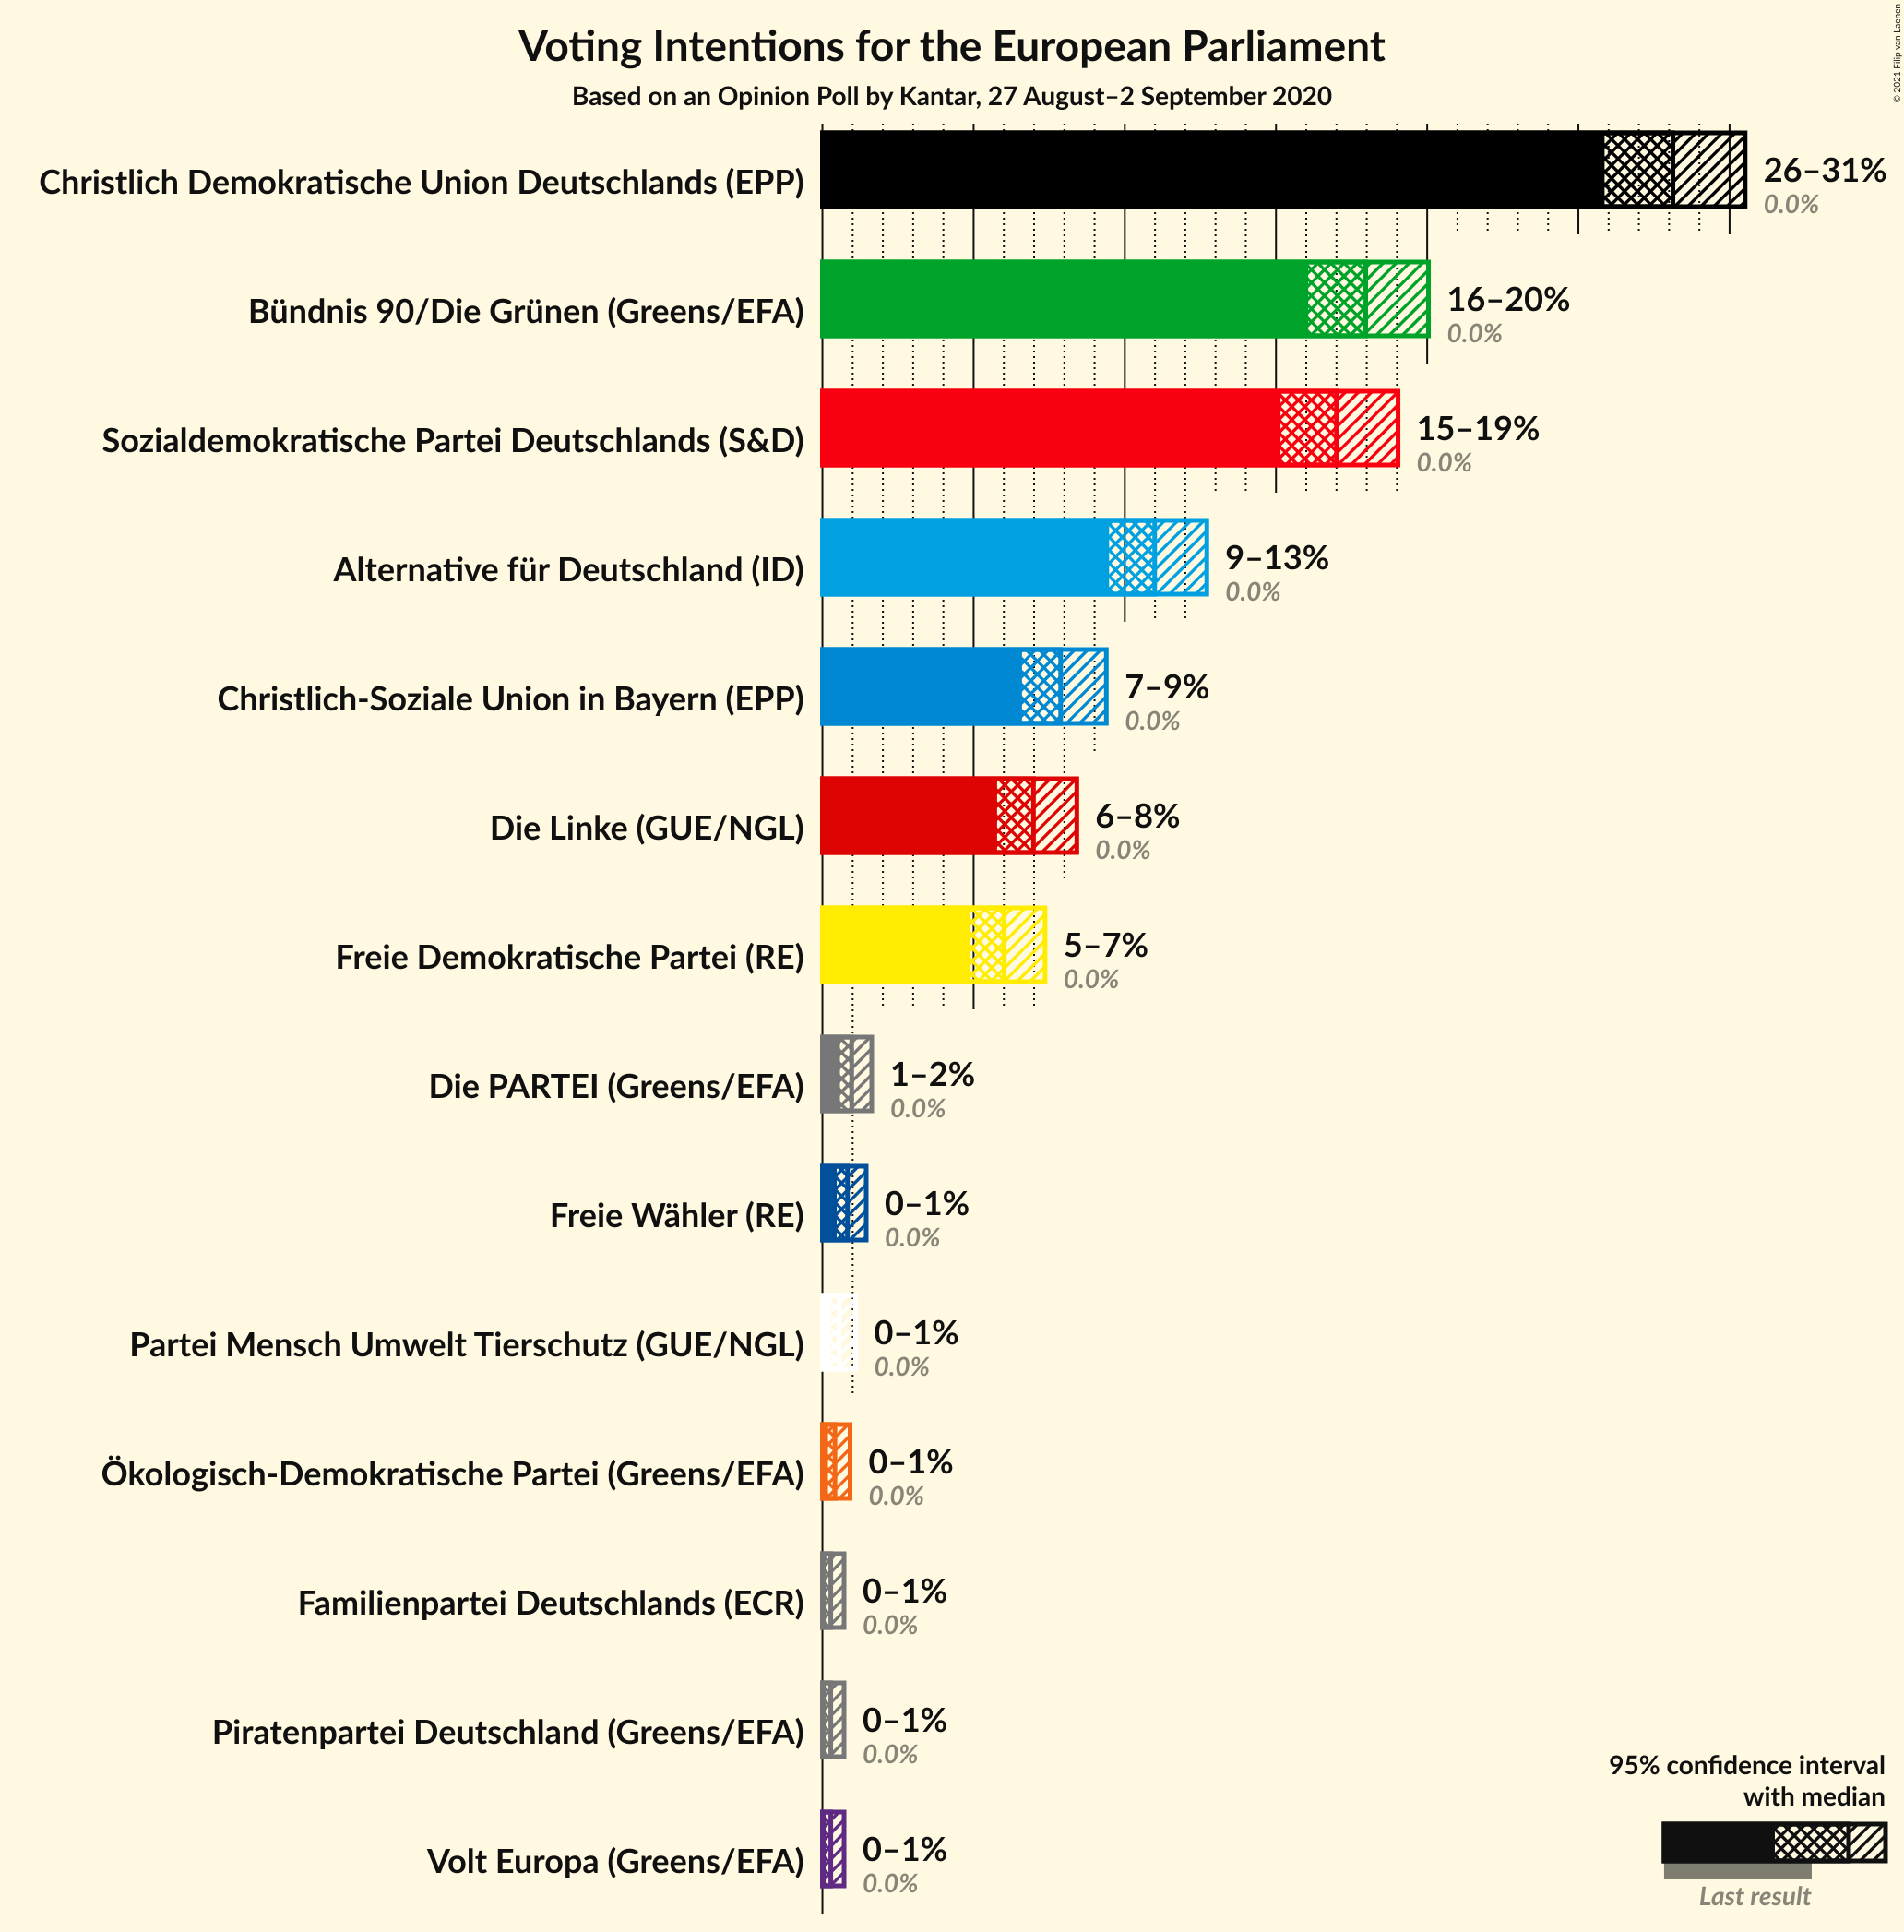 Voting Intentions for the European Parliament
Based on an Opinion Poll by Kantar, 27 August–2 September 2020
© 2021 Filip van Laenen
Christlich Demokratische Union Deutschlands (EPP)
26–31%
0.0%
Bündnis 90/Die Grünen (Greens/EFA)
16–20%
0.0%
Sozialdemokratische Partei Deutschlands (S&D)
15–19%
0.0%
Alternative für Deutschland (ID)
9–13%
0.0%
Christlich-Soziale Union in Bayern (EPP)
7–9%
0.0%
Die Linke (GUE/NGL)
6–8%
0.0%
Freie Demokratische Partei (RE)
5–7%
0.0%
Die PARTEI (Greens/EFA)
1–2%
0.0%
Freie Wähler (RE)
0–1%
0.0%
Partei Mensch Umwelt Tierschutz (GUE/NGL)
0–1%
0.0%
Ökologisch-Demokratische Partei (Greens/EFA)
0–1%
0.0%
Familienpartei Deutschlands (ECR)
0–1%
0.0%
Piratenpartei Deutschland (Greens/EFA)
0–1%
0.0%
Volt Europa (Greens/EFA)
0–1%
0.0%
95% confidence interval
with median
Last result